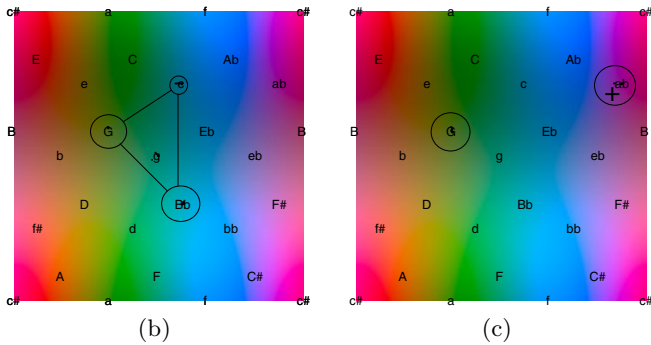 c# a f c#
E C Ab
e c ab
B G Eb B
b g eb
D Bb F#
f# d bb
A F C#
c# a f c#
(b)
c# a f c#
E C Ab
e c ab
B G Eb B
b g eb
D Bb F#
f# d bb
A F C#
c# a f c#
(c)